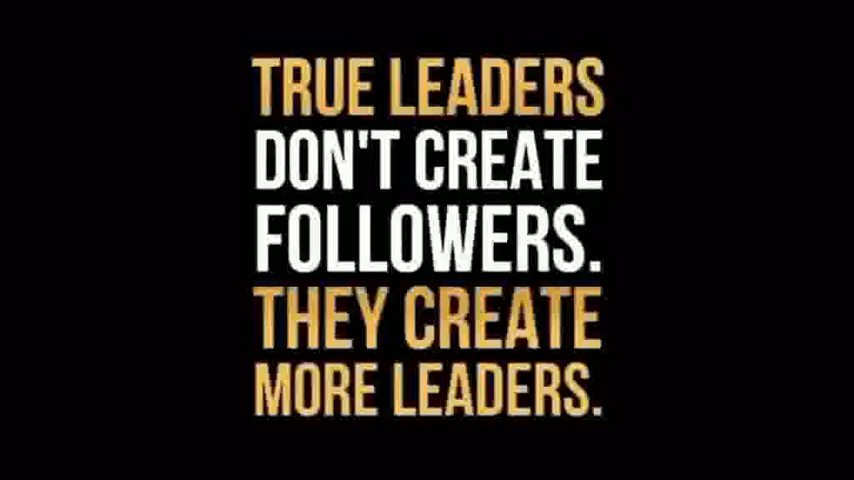 TRUE LEADERS
DON'T CREATE
FOLLOWERS.
THEY CREATE
MORE LEADERS.